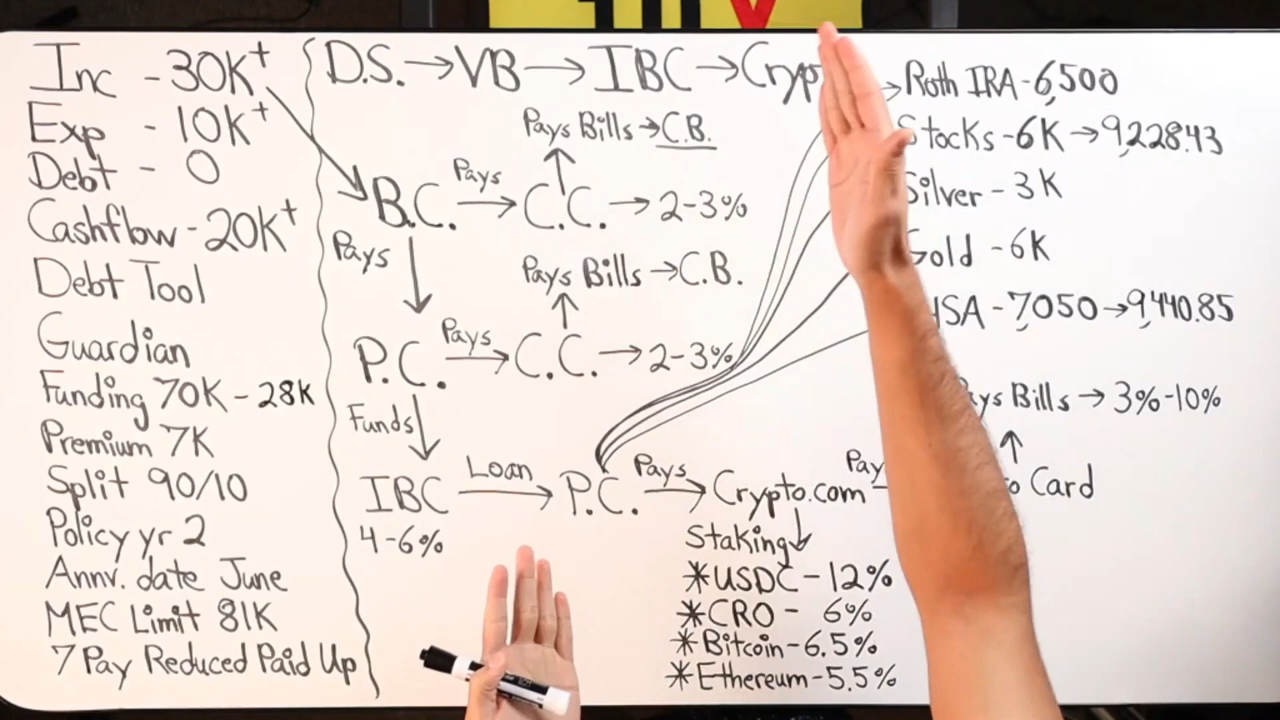 Inc - 30K+
Exp - 10K+
Debt - 0
Cashflow - 20K+
Debt Tool
Guardian
Funding 70K - 28K
Premium 7K
Split 90/10
Policy yr 2
Annv. date June
MEC Limit 81K
7 Pay Reduced Paid Up
D.S. → VB → IBC → Cryp
Pays Bills → C.B.
B.C. Pays → C.C. → 2-3%
Pays
Pays Bills → C.B.
P.C. Pays → C.C. → 2-3%
Funds
IBC Loan → P.C. Pays → Crypto.com Pay
4-6%
Staking
*USDC - 12%
*CRO - 6%
*Bitcoin - 6.5%
*Ethereum - 5.5%
→ Roth IRA - 6,500
Stocks - 6K → 9,228.43
Silver - 3K
Gold - 6K
HSA - 7,050 → 9,440.85
ys Bills → 3%-10%
o Card